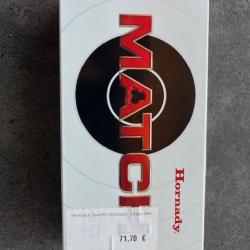 MATCH
Hornady.
71,70 €